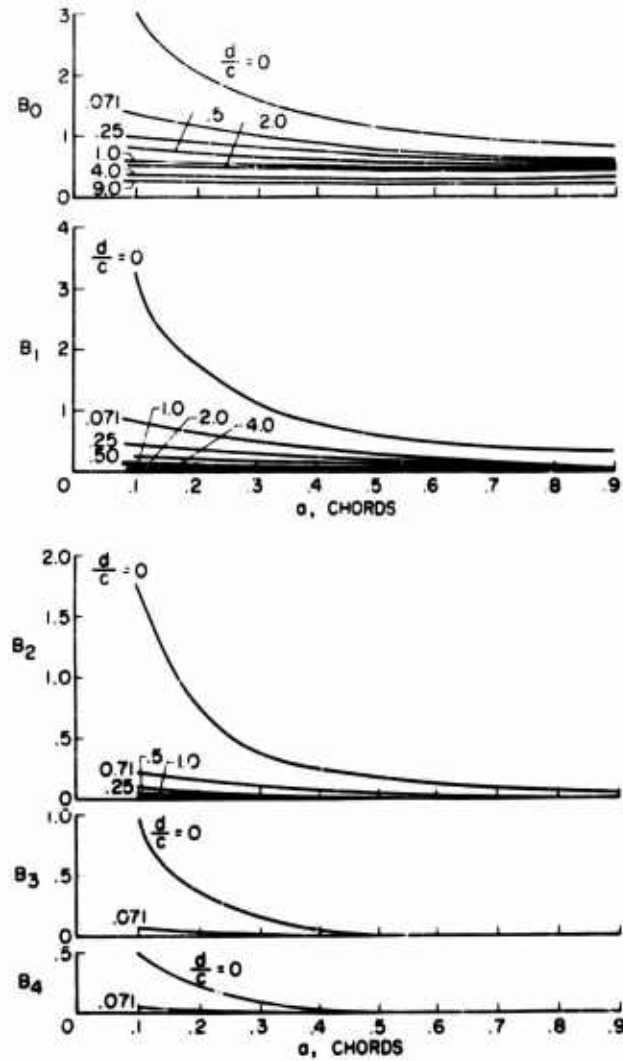 3
d/c = 0
2
B0
.071
.5
2.0
.25
1
1.0
4.0
9.0
0
4
d/c = 0
3
B1
2
1
.071
1.0
2.0
4.0
.25
.50
0 .1 .2 .3 .4 .5 .6 .7 .8 .9
a, CHORDS
2.0
d/c = 0
1.5
B2
1.0
.5
0.71
.5
1.0
.25
0
1.0
d/c = 0
B3
.5
.071
0
.5
B4
d/c = 0
.071
0 .1 .2 .3 .4 .5 .6 .7 .8 .9
a, CHORDS